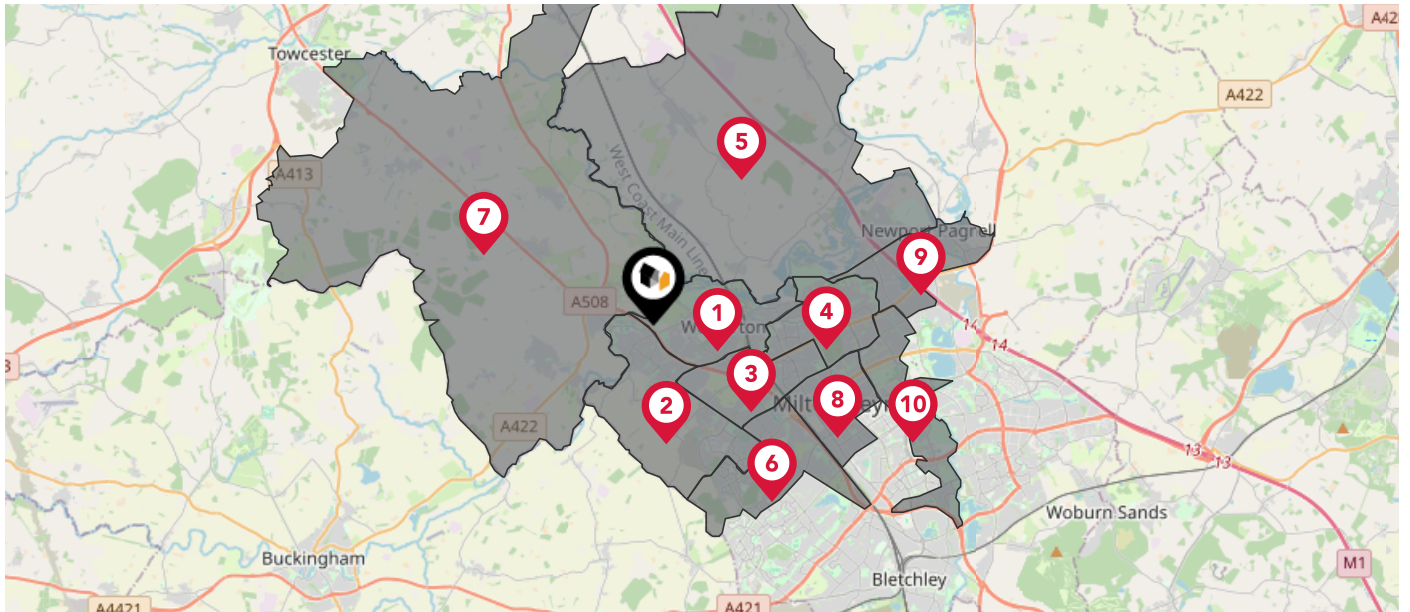 A42
Towcester
A422
5
A413
West Coast Main Line
7
Newport Pagnell
9
A508
1
4
14
14
3
3
8
2
10
A422
6
13
13
Woburn Sands
Buckingham
M1
Bletchley
A4421
A421